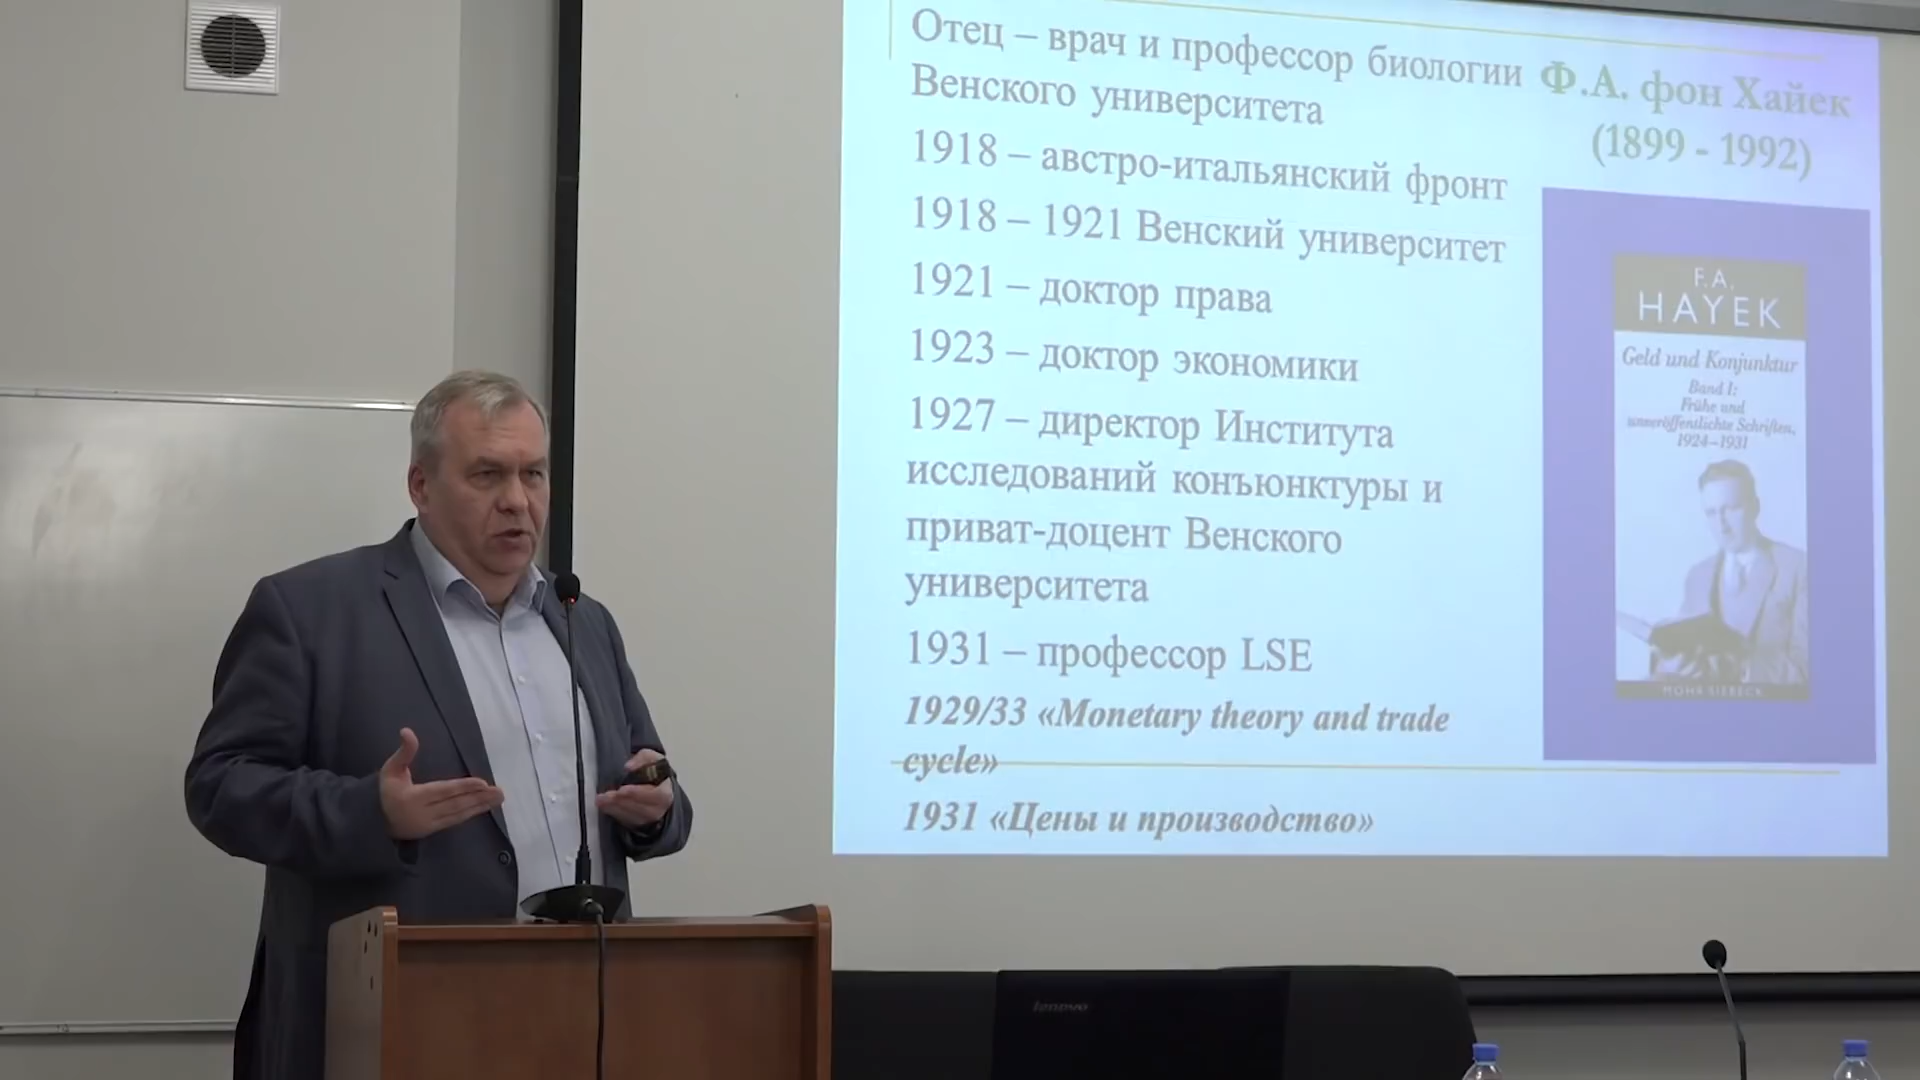 Отец – врач и профессор биологии
Венского университета
1918 – австро-итальянский фронт
1918 – 1921 Венский университет
1921 – доктор права
1923 – доктор экономики
1927 – директор Института
исследований конъюнктуры и
приват-доцент Венского
университета
1931 – профессор LSE
1929/33 «Monetary theory and trade
cycle»
1931 «Цены и производство»
Ф.А. фон Хайек
(1899 - 1992)
F. A.
HAYEK
Geld und Konjunktur
Band I:
Frühe und
unveröffentlichte Schriften,
1924–1931
MOHR SIEBECK
lenovo